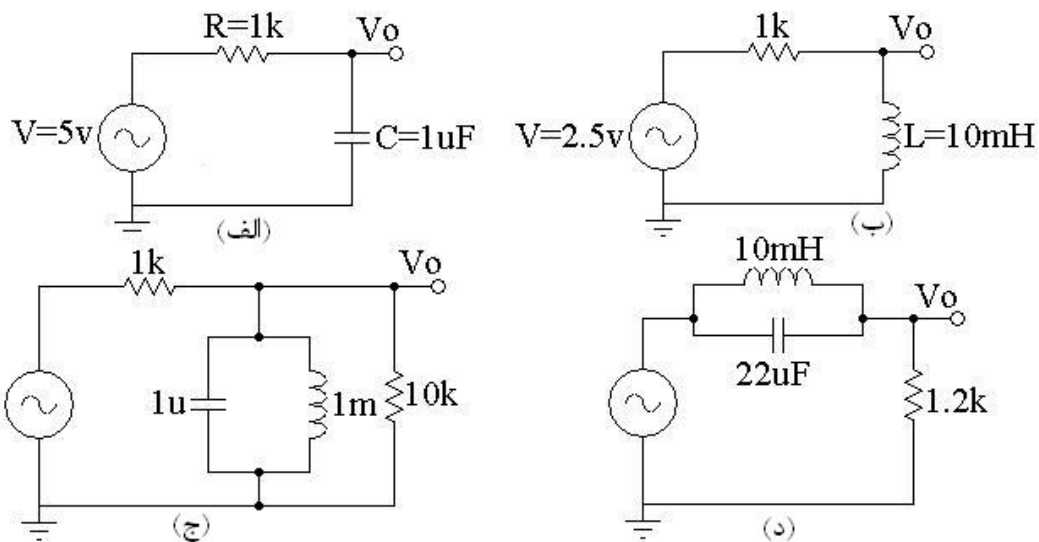 R=1k
Vo
V=5v
C=1uF
(الف)
1k
Vo
V=2.5v
L=10mH
(ب)
1k
Vo
1u
1m
10k
(ج)
10mH
Vo
22uF
1.2k
(د)